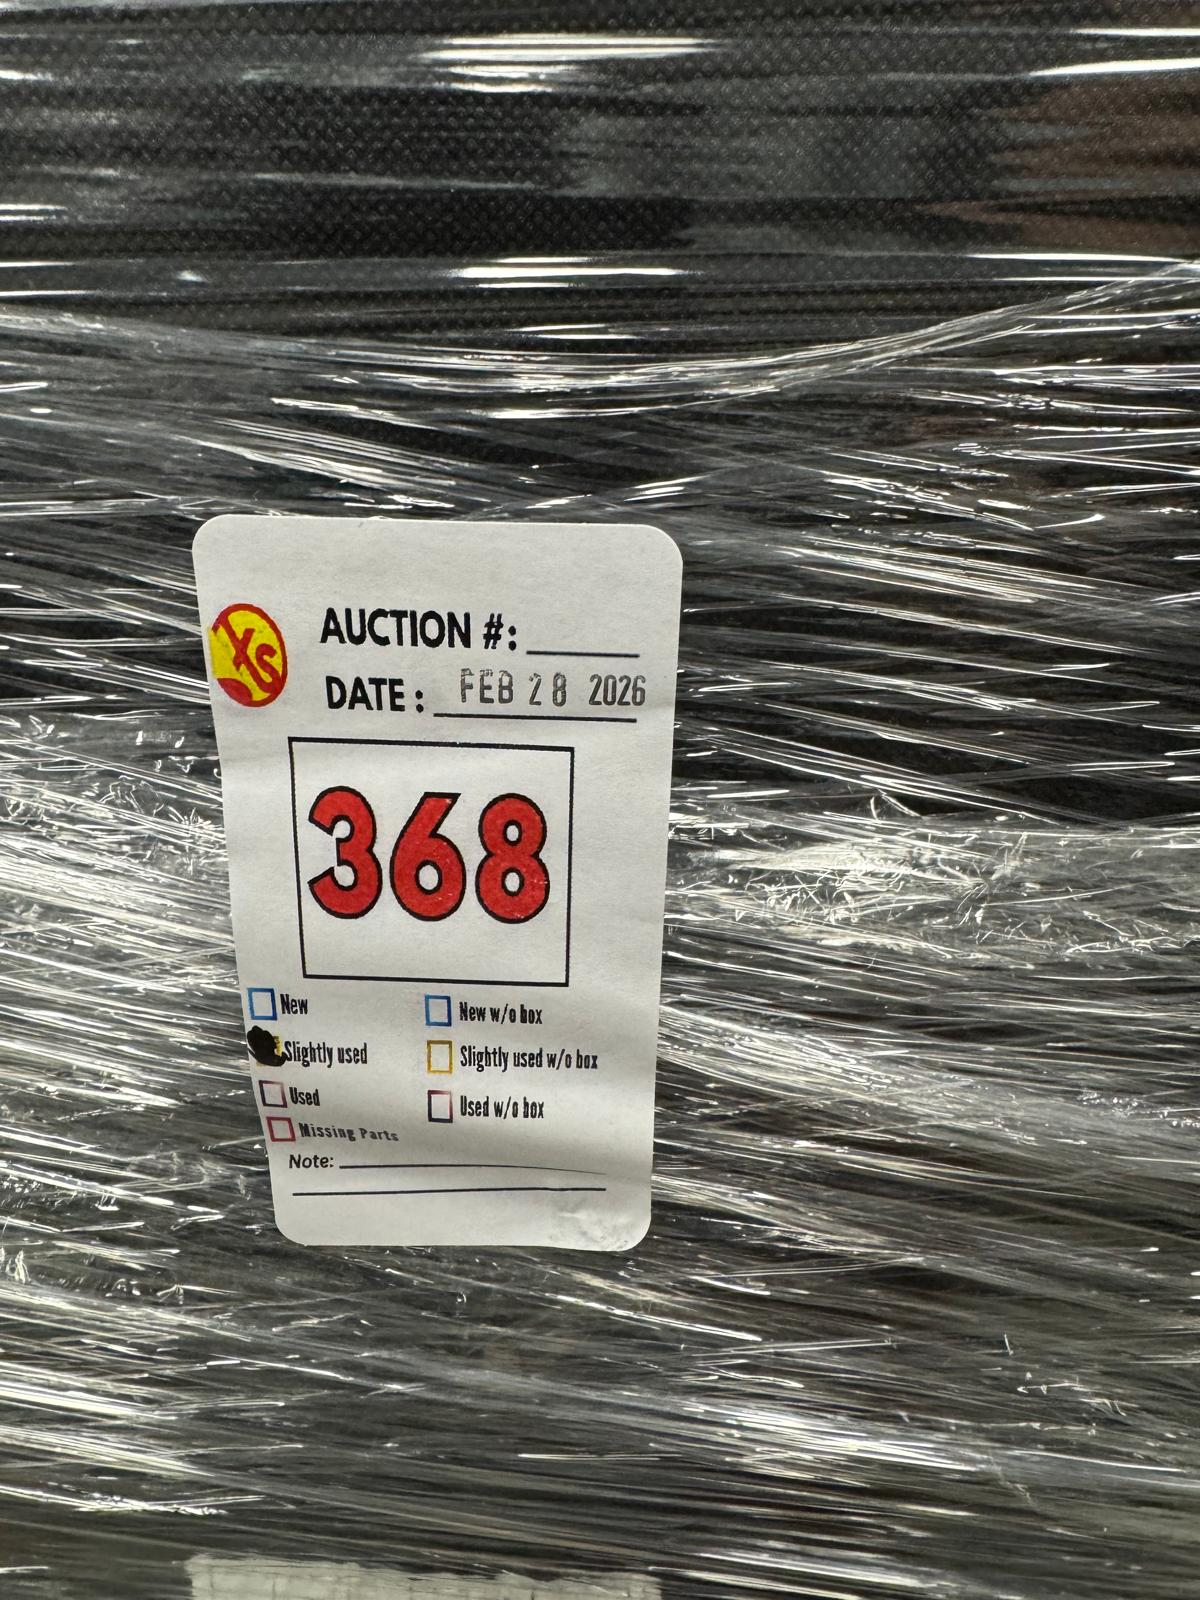 XS
AUCTION #:
DATE: FEB 28 2026
368
New
New w/o box
Slightly used
Slightly used w/o box
Used
Used w/o box
Missing Parts
Note: